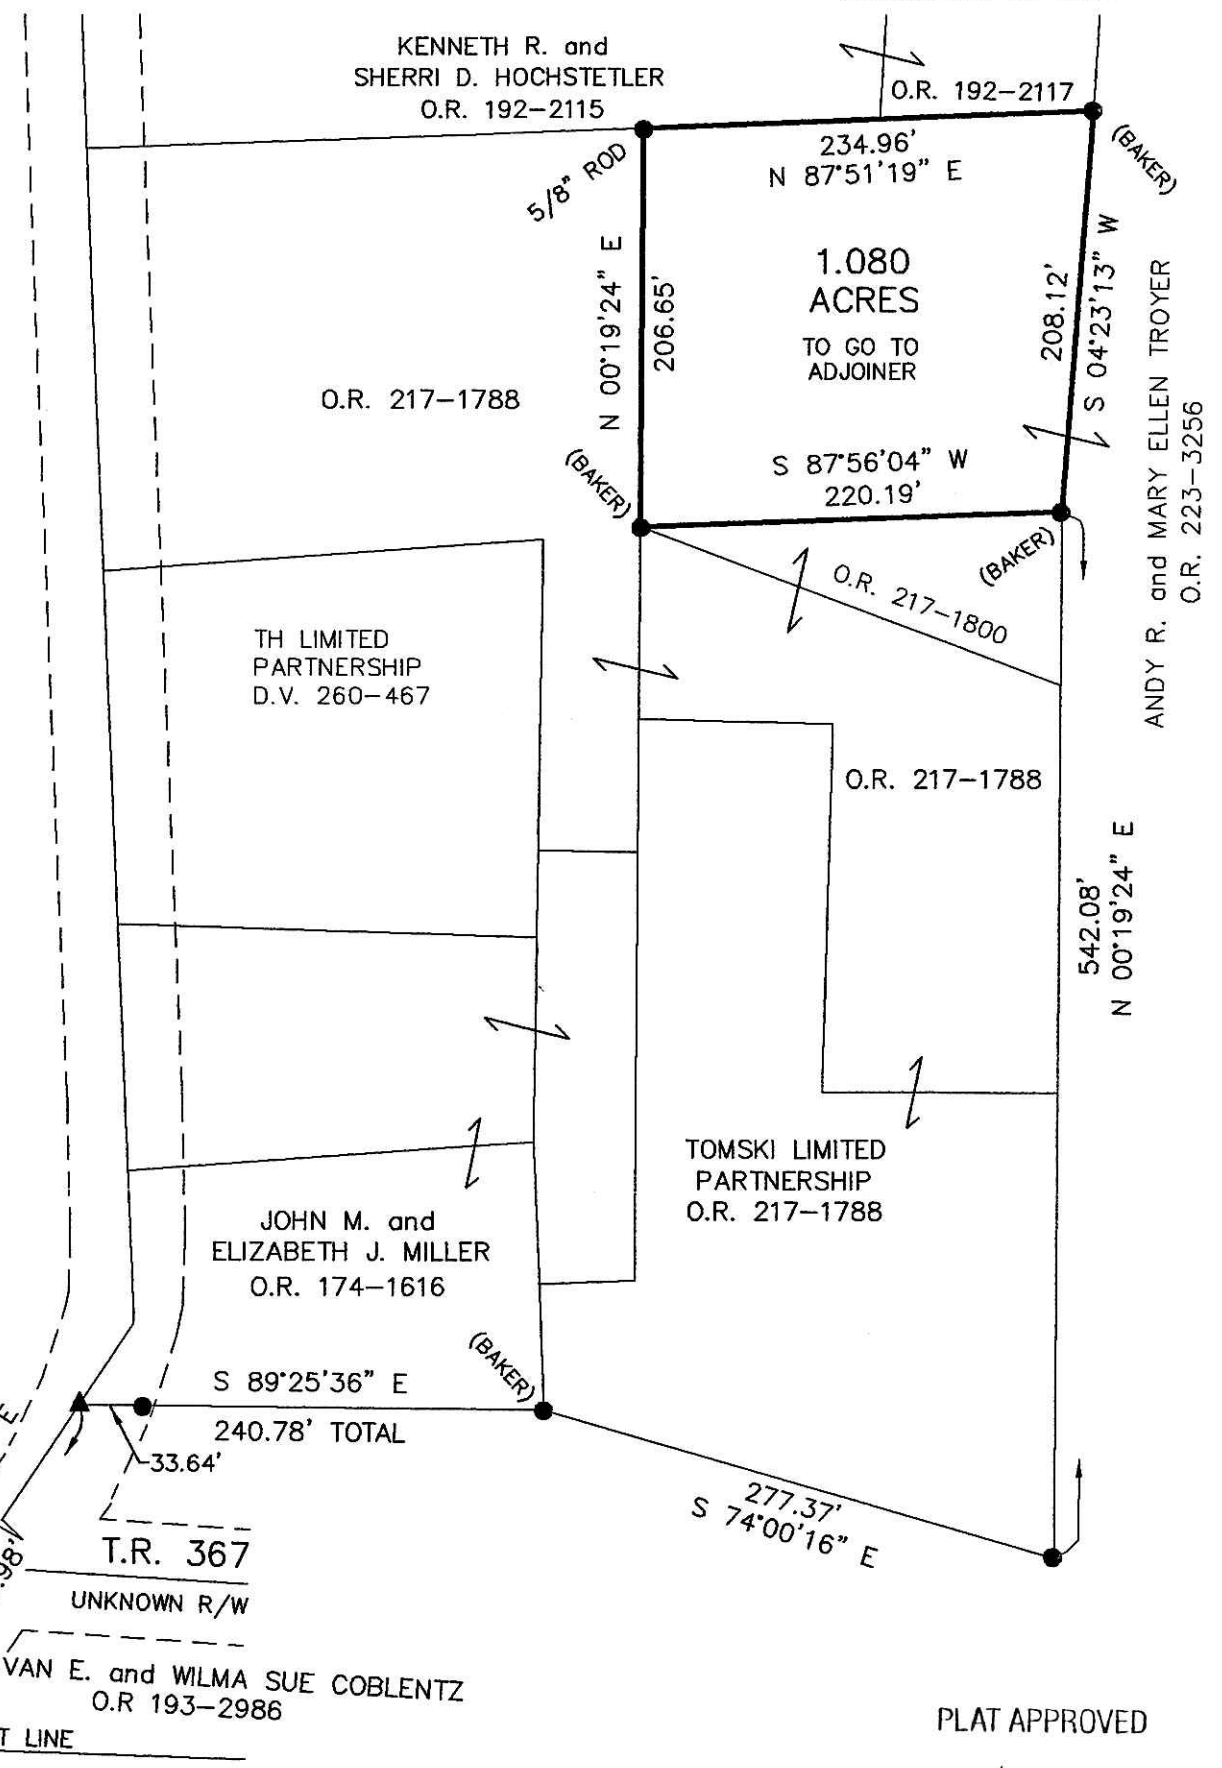 KENNETH R. and
SHERRI D. HOCHSTETLER
O.R. 192-2115
O.R. 192-2117
234.96'
N 87°51'19" E
(BAKER)
5/8" ROD
N 00°19'24" E
206.65'
1.080
ACRES
TO GO TO
ADJOINER
208.12'
S 04°23'13" W
ANDY R. and MARY ELLEN TROYER
O.R. 223-3256
O.R. 217-1788
(BAKER)
S 87°56'04" W
220.19'
(BAKER)
O.R. 217-1800
TH LIMITED
PARTNERSHIP
D.V. 260-467
O.R. 217-1788
542.08'
N 00°19'24" E
TOMSKI LIMITED
PARTNERSHIP
O.R. 217-1788
JOHN M. and
ELIZABETH J. MILLER
O.R. 174-1616
(BAKER)
S 89°25'36" E
240.78' TOTAL
E
33.64'
277.37'
S 74°00'16" E
T.R. 367
.98'
UNKNOWN R/W
VAN E. and WILMA SUE COBLENTZ
O.R 193-2986
T LINE
PLAT APPROVED